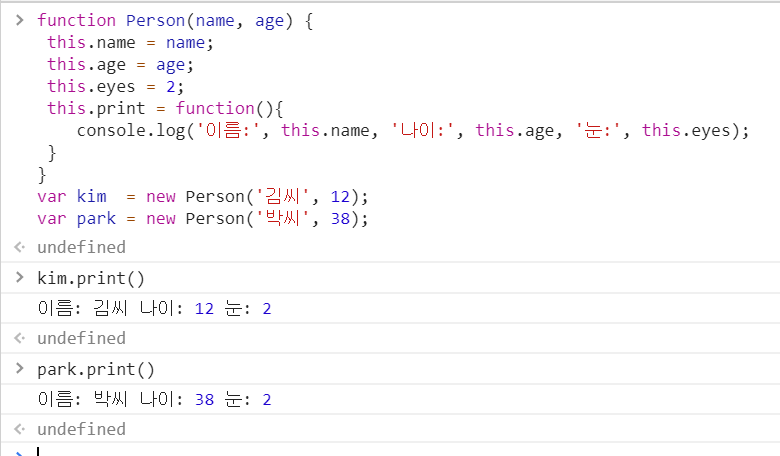 function Person(name, age) {
this.name = name;
this.age = age;
this.eyes = 2;
this.print = function(){
console.log('이름:', this.name, '나이:', this.age, '눈:', this.eyes);
}
}
var kim  = new Person('김씨', 12);
var park = new Person('박씨', 38);
undefined
kim.print()
이름: 김씨 나이: 12 눈: 2
undefined
park.print()
이름: 박씨 나이: 38 눈: 2
undefined